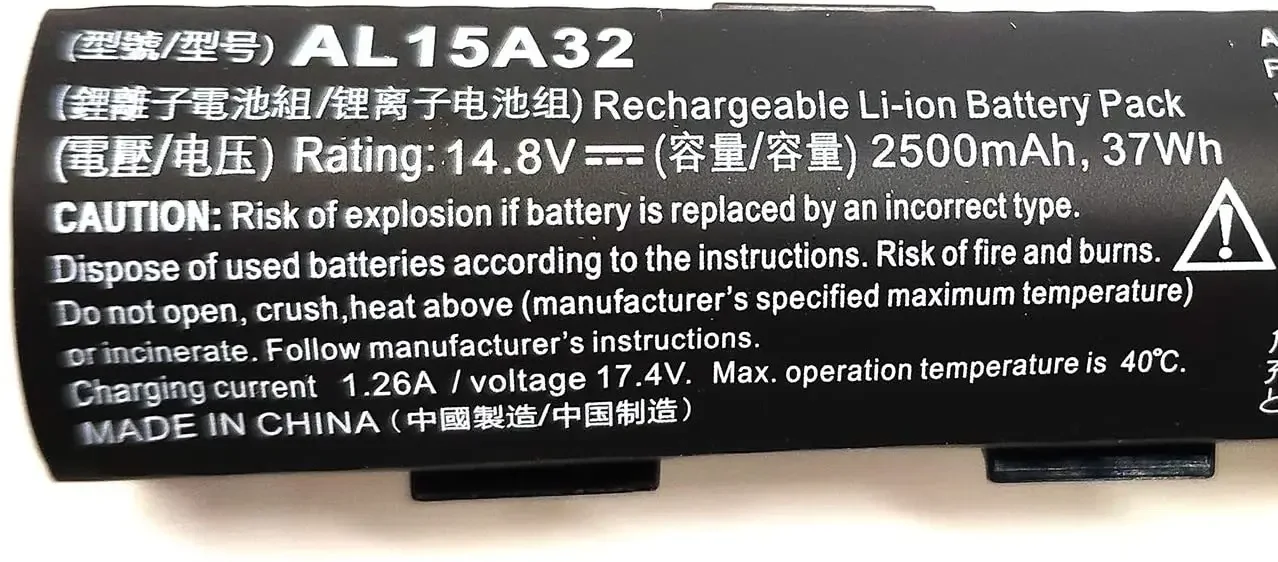 (型號/型号) AL15A32
(鋰離子電池組/锂离子电池组) Rechargeable Li-ion Battery Pack
(電壓/电压) Rating: 14.8V (容量/容量) 2500mAh, 37Wh
CAUTION: Risk of explosion if battery is replaced by an incorrect type.
Dispose of used batteries according to the instructions. Risk of fire and burns.
Do not open, crush,heat above (manufacturer's specified maximum temperature)
or incinerate. Follow manufacturer's instructions.
Charging current 1.26A / voltage 17.4V. Max. operation temperature is 40℃.
MADE IN CHINA (中國製造/中国制造)